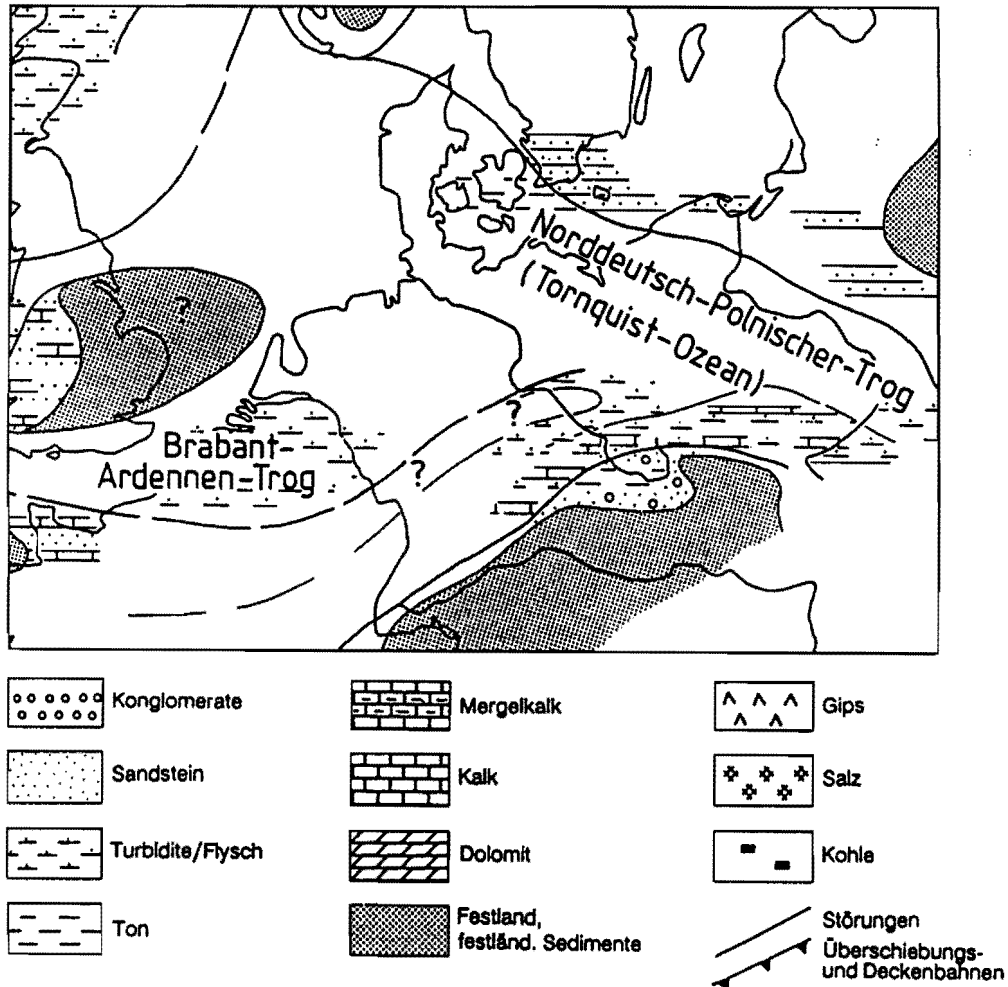 ?
Norddeutsch-Polnischer-Trog
(Tornquist-Ozean)
Brabant-
Ardennen-Trog
?
?
Konglomerate
Sandstein
Turbidite/Flysch
Ton
Mergelkalk
Kalk
Dolomit
Festland,
festländ. Sedimente
Gips
Salz
Kohle
Störungen
Überschiebungs-
und Deckenbahnen